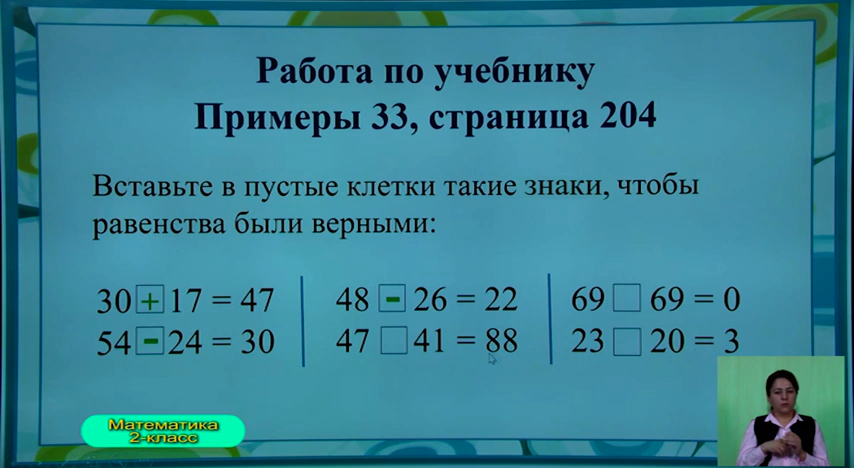 Работа по учебнику
Примеры 33, страница 204
Вставьте в пустые клетки такие знаки, чтобы
равенства были верными:
30 + 17 = 47
54 - 24 = 30
48 - 26 = 22
47 □ 41 = 88
69 □ 69 = 0
23 □ 20 = 3
Математика
2-класс